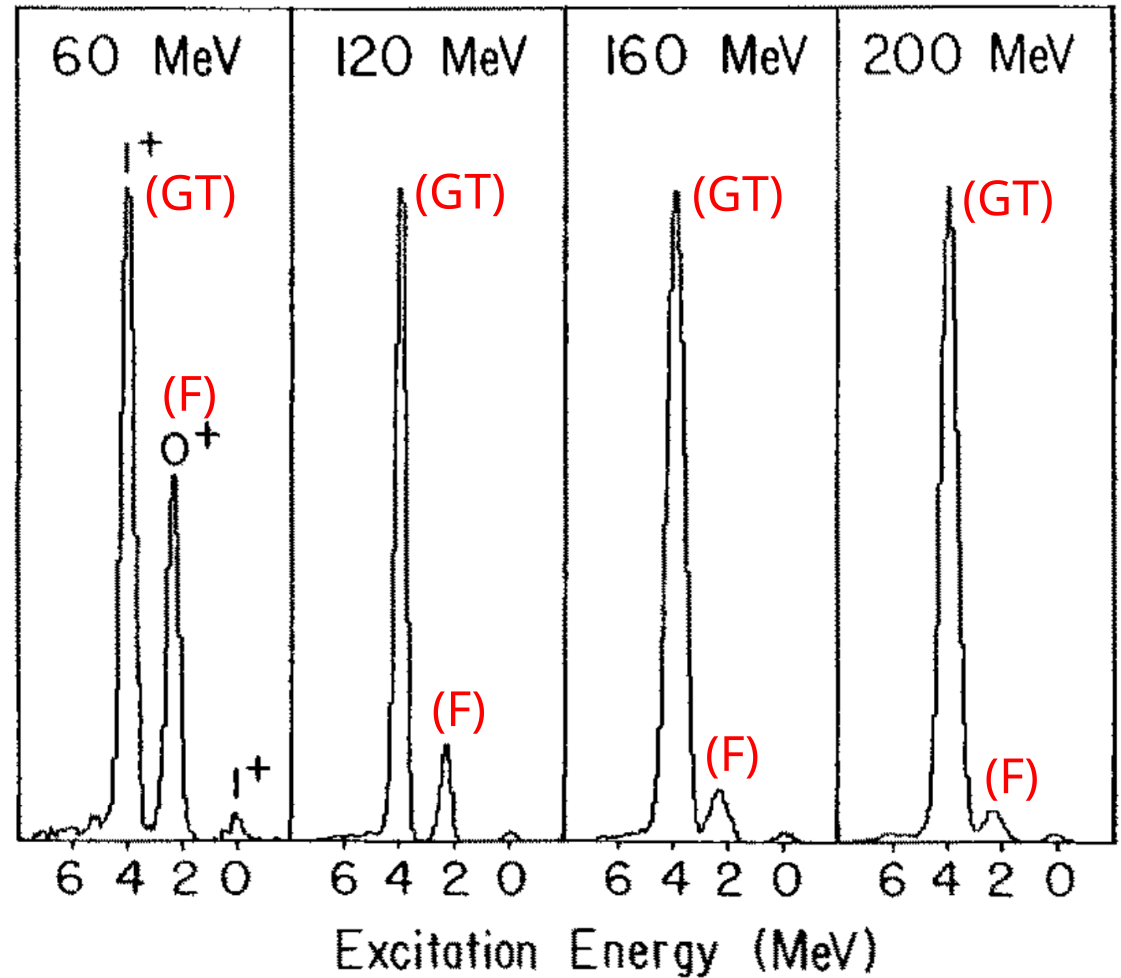 60 MeV 120 MeV 160 MeV 200 MeV
1+
(GT) (GT) (GT) (GT)
(F)
0+
(F)
(F)
(F)
1+
6 4 2 0 6 4 2 0 6 4 2 0 6 4 2 0
Excitation Energy (MeV)